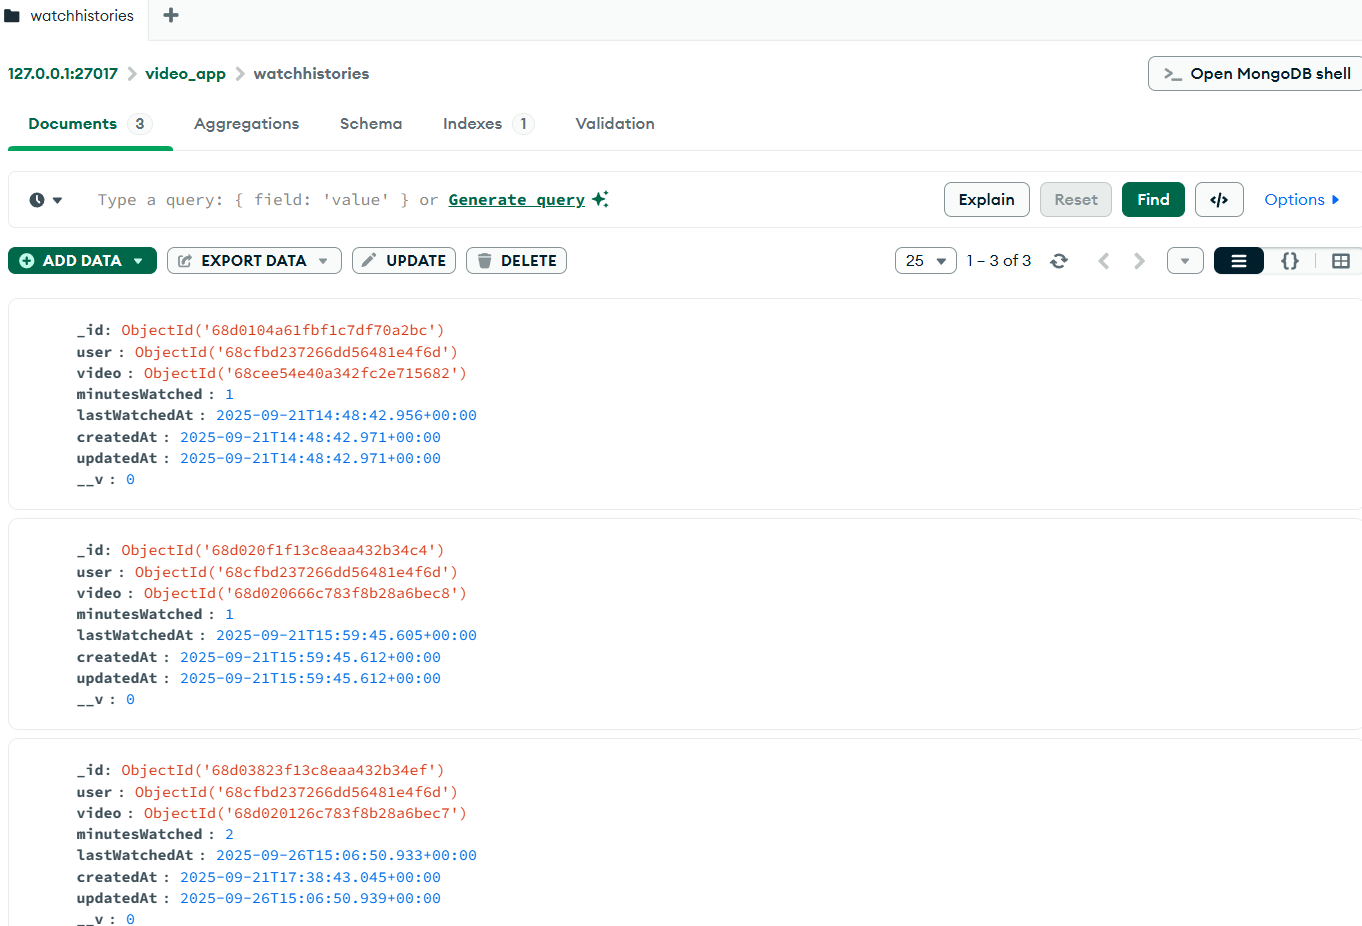 watchhistories
127.0.0.1:27017 video_app watchhistories
>_ Open MongoDB shell
Documents 3 Aggregations Schema Indexes 1 Validation
Type a query: { field: 'value' } or Generate query
Explain Reset Find </> Options
ADD DATA EXPORT DATA UPDATE DELETE 25 1 – 3 of 3 {}
_id: ObjectId('68d0104a61fbf1c7df70a2bc')
user : ObjectId('68cfbd237266dd56481e4f6d')
video : ObjectId('68cee54e40a342fc2e715682')
minutesWatched : 1
lastWatchedAt : 2025-09-21T14:48:42.956+00:00
createdAt : 2025-09-21T14:48:42.971+00:00
updatedAt : 2025-09-21T14:48:42.971+00:00
__v : 0
_id: ObjectId('68d020f1f13c8eaa432b34c4')
user : ObjectId('68cfbd237266dd56481e4f6d')
video : ObjectId('68d020666c783f8b28a6bec8')
minutesWatched : 1
lastWatchedAt : 2025-09-21T15:59:45.605+00:00
createdAt : 2025-09-21T15:59:45.612+00:00
updatedAt : 2025-09-21T15:59:45.612+00:00
__v : 0
_id: ObjectId('68d03823f13c8eaa432b34ef')
user : ObjectId('68cfbd237266dd56481e4f6d')
video : ObjectId('68d020126c783f8b28a6bec7')
minutesWatched : 2
lastWatchedAt : 2025-09-26T15:06:50.933+00:00
createdAt : 2025-09-21T17:38:43.045+00:00
updatedAt : 2025-09-26T15:06:50.939+00:00
__v : 0